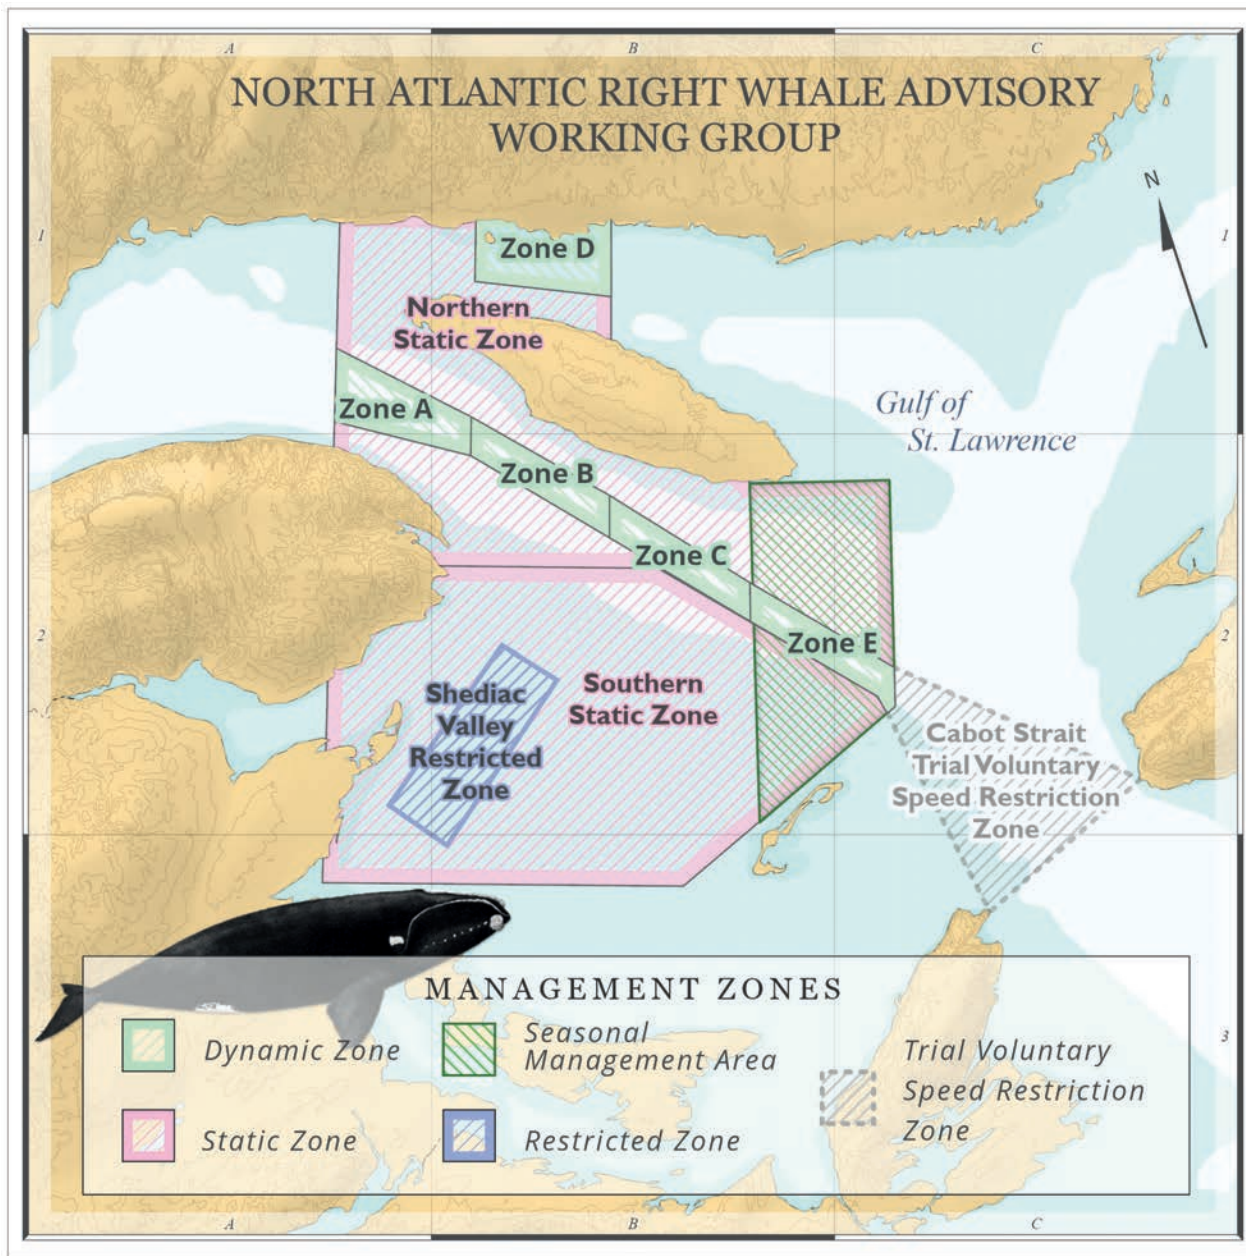 A B C
NORTH ATLANTIC RIGHT WHALE ADVISORY
WORKING GROUP
N
1 1
Zone D
Northern
Static Zone
Zone A
Gulf of
St. Lawrence
Zone B
Zone C
2 2
Zone E
Shediac
Valley
Restricted
Zone
Southern
Static Zone
Cabot Strait
Trial Voluntary
Speed Restriction
Zone
MANAGEMENT ZONES
Dynamic Zone
Static Zone
Seasonal
Management Area
Restricted Zone
Trial Voluntary
Speed Restriction
Zone
3
A B C